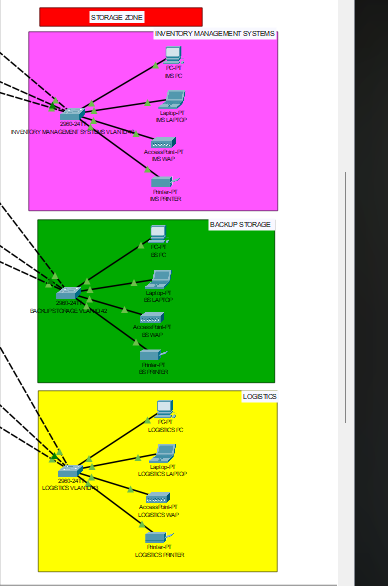 STORAGE ZONE
INVENTORY MANAGEMENT SYSTEMS
PC-PT
IMS PC
Laptop-PT
IMS LAPTOP
2960-24TT
INVENTORY MANAGEMENT SYSTEMS VLAN
AccessPoint-PT
IMS WAP
Printer-PT
IMS PRINTER
BACKUP STORAGE
PC-PT
BS PC
Laptop-PT
BS LAPTOP
2960-24TT
BACKUP STORAGE VLAN 42
AccessPoint-PT
BS WAP
Printer-PT
BS PRINTER
LOGISTICS
PC-PT
LOGISTICS PC
Laptop-PT
LOGISTICS LAPTOP
2960-24TT
LOGISTICS VLAN
AccessPoint-PT
LOGISTICS WAP
Printer-PT
LOGISTICS PRINTER